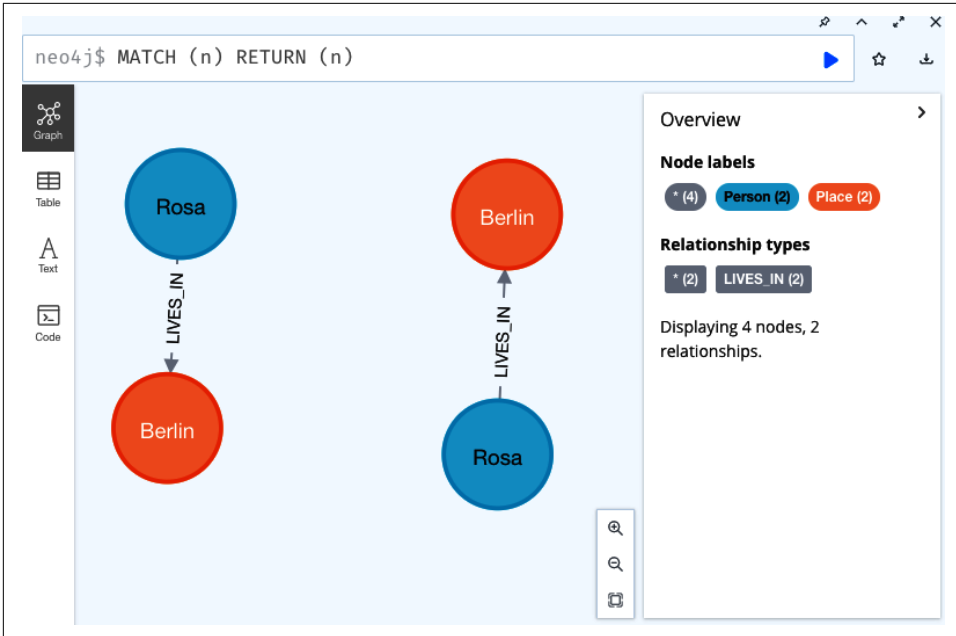 neo4j$ MATCH (n) RETURN (n)
Graph
Table
Text
Code
Rosa
LIVES_IN
Berlin
Berlin
LIVES_IN
Rosa
Overview
Node labels
* (4) Person (2) Place (2)
Relationship types
* (2) LIVES_IN (2)
Displaying 4 nodes, 2
relationships.